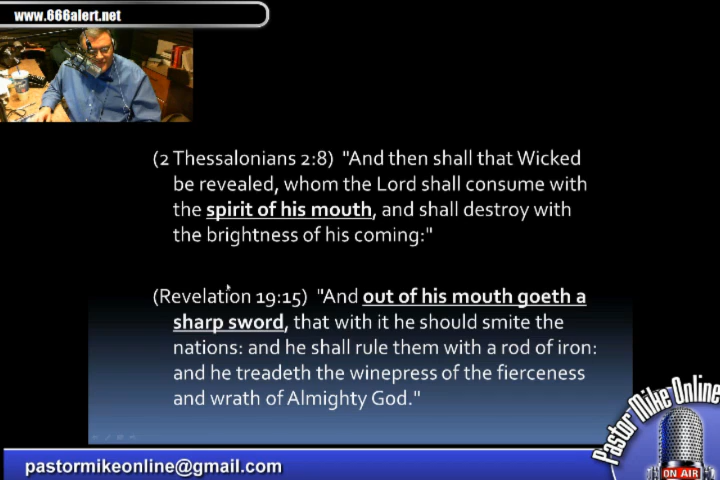 www.666alert.net
(2 Thessalonians 2:8) "And then shall that Wicked
be revealed, whom the Lord shall consume with
the spirit of his mouth, and shall destroy with
the brightness of his coming:"
(Revelation 19:15) "And out of his mouth goeth a
sharp sword, that with it he should smite the
nations: and he shall rule them with a rod of iron:
and he treadeth the winepress of the fierceness
and wrath of Almighty God."
Pastor Mike Online
ON AIR
pastormikeonline@gmail.com